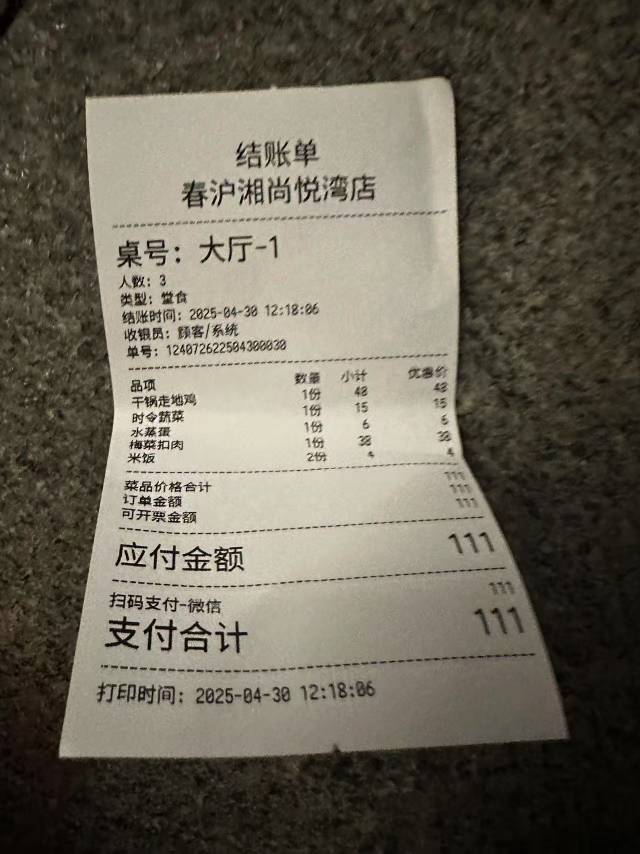 结账单
春沪湘尚悦湾店
桌号：大厅-1
人数：3
类型：堂食
结账时间：2025-04-30 12:18:06
收银员：顾客/系统
单号：124072622504300030
品项 数量 小计 优惠价
干锅走地鸡 1份 48 48
时令蔬菜 1份 15 15
水蒸蛋 1份 6 6
梅菜扣肉 1份 38 38
米饭 2份 4 4
菜品价格合计 111
订单金额 111
可开票金额 111
应付金额 111
扫码支付-微信 111
支付合计 111
打印时间：2025-04-30 12:18:06